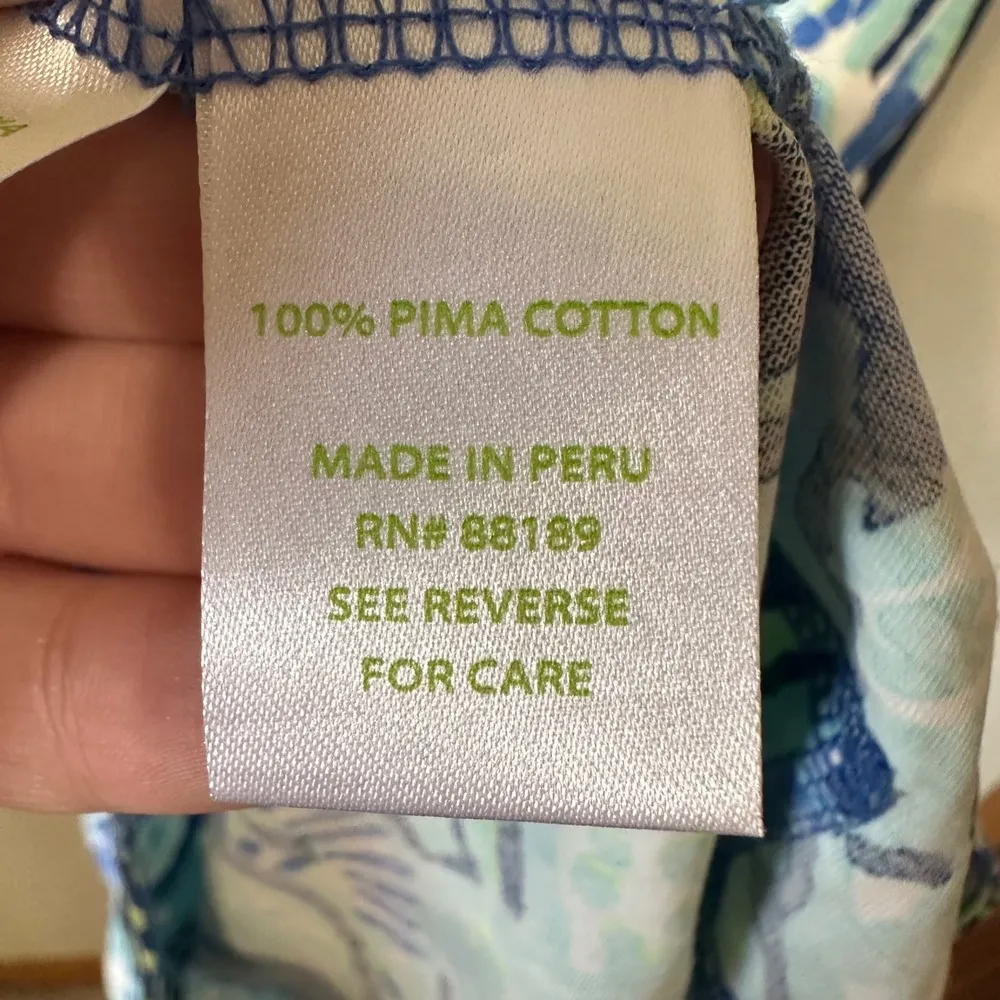 100% PIMA COTTON
MADE IN PERU
RN# 88189
SEE REVERSE
FOR CARE